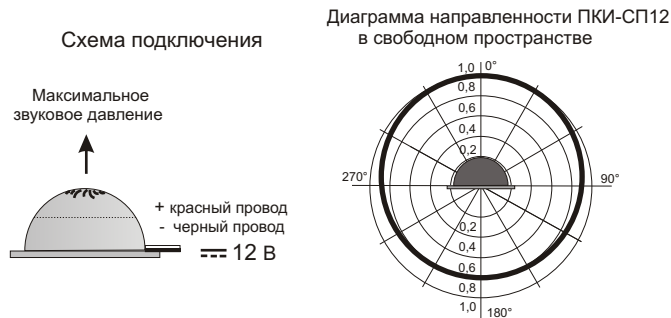 Схема подключения
Максимальное
звуковое давление
+ красный провод
- черный провод
12 В
Диаграмма направленности ПКИ-СП12
в свободном пространстве
1,0 0°
0,8
0,6
0,4
0,2
270°
90°
0,2
0,4
0,6
0,8
1,0 180°